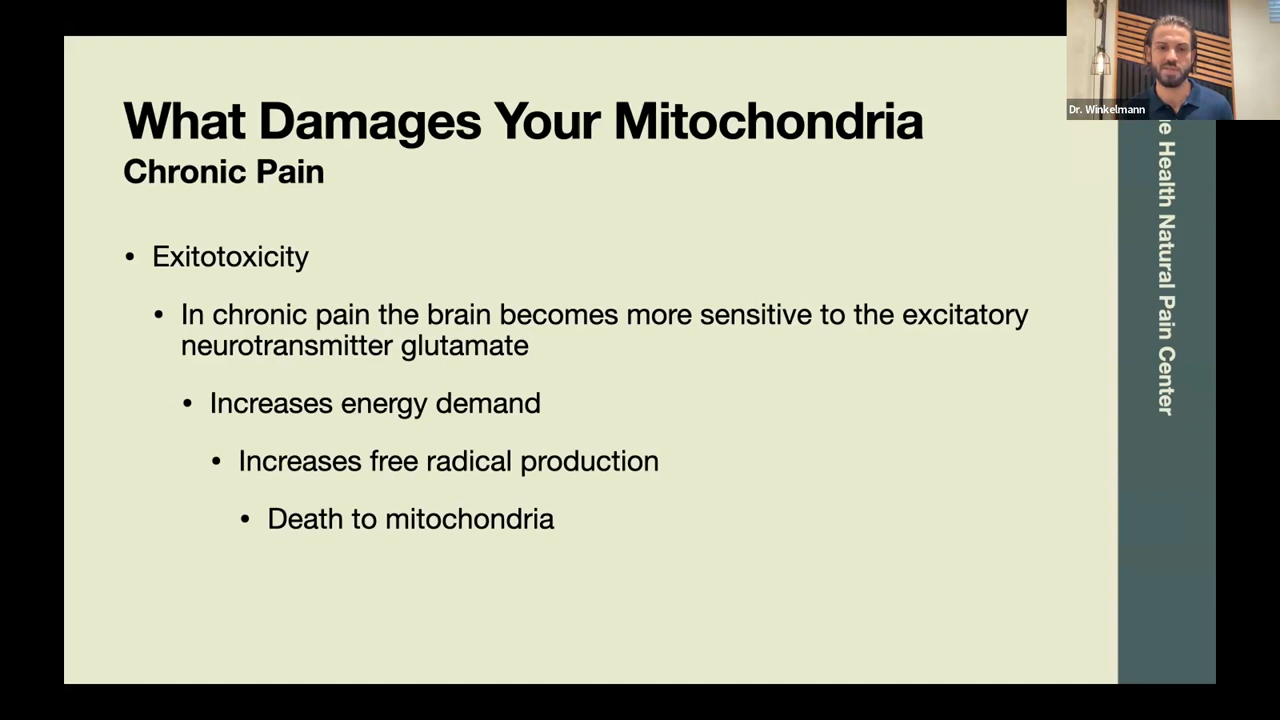 What Damages Your Mitochondria
Chronic Pain
• Exitotoxicity
• In chronic pain the brain becomes more sensitive to the excitatory
neurotransmitter glutamate
• Increases energy demand
• Increases free radical production
• Death to mitochondria
Dr. Winkelmann
Health Natural Pain Center